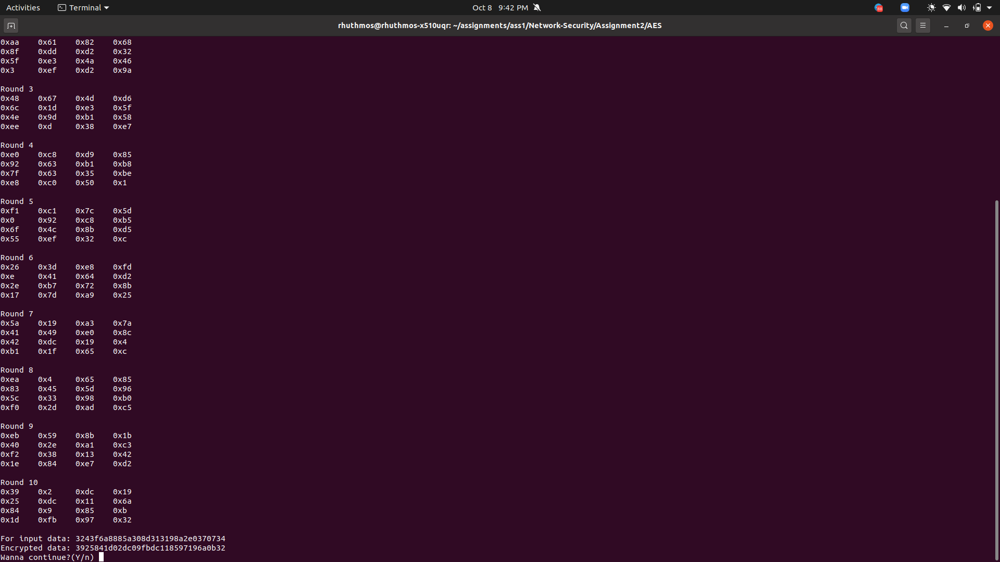 Activities Terminal Oct 8 9:42 PM
rhuthmos@rhuthmos-x510uqr: ~/assignments/ass1/Network-Security/Assignment2/AES
0xaa 0x61 0x82 0x68
0x8f 0xdd 0xd2 0x32
0x5f 0xe3 0x4a 0x46
0x3 0xef 0xd2 0x9a
Round 3
0x48 0x67 0x4d 0xd6
0x6c 0x1d 0xe3 0x5f
0x4e 0x9d 0xb1 0x58
0xee 0xd 0x38 0xe7
Round 4
0xe0 0xc8 0xd9 0x85
0x92 0x63 0xb1 0xb8
0x7f 0x63 0x35 0xbe
0xe8 0xc0 0x50 0x1
Round 5
0xf1 0xc1 0x7c 0x5d
0x0 0x92 0xc8 0xb5
0x6f 0x4c 0x8b 0xd5
0x55 0xef 0x32 0xc
Round 6
0x26 0x3d 0xe8 0xfd
0xe 0x41 0x64 0xd2
0x2e 0xb7 0x72 0x8b
0x17 0x7d 0xa9 0x25
Round 7
0x5a 0x19 0xa3 0x7a
0x41 0x49 0xe0 0x8c
0x42 0xdc 0x19 0x4
0xb1 0x1f 0x65 0xc
Round 8
0xea 0x4 0x65 0x85
0x83 0x45 0x5d 0x96
0x5c 0x33 0x98 0xb0
0xf0 0x2d 0xad 0xc5
Round 9
0xeb 0x59 0x8b 0x1b
0x40 0x2e 0xa1 0xc3
0xf2 0x38 0x13 0x42
0x1e 0x84 0xe7 0xd2
Round 10
0x39 0x2 0xdc 0x19
0x25 0xdc 0x11 0x6a
0x84 0x9 0x85 0xb
0x1d 0xfb 0x97 0x32
For input data: 3243f6a8885a308d313198a2e0370734
Encrypted data: 3925841d02dc09fbdc118597196a0b32
Wanna continue?(Y/n)